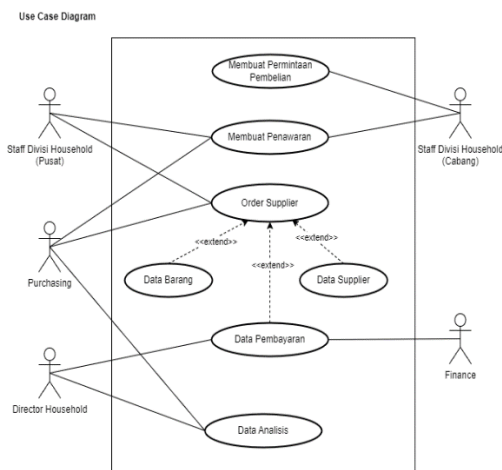 Use Case Diagram
Membuat Permintaan
Pembelian
Staff Divisi Household
(Pusat)
Membuat Penawaran
Staff Divisi Household
(Cabang)
Order Supplier
<<extend>>
<<extend>>
<<extend>>
Data Barang
Data Supplier
Purchasing
Data Pembayaran
Director Household
Finance
Data Analisis